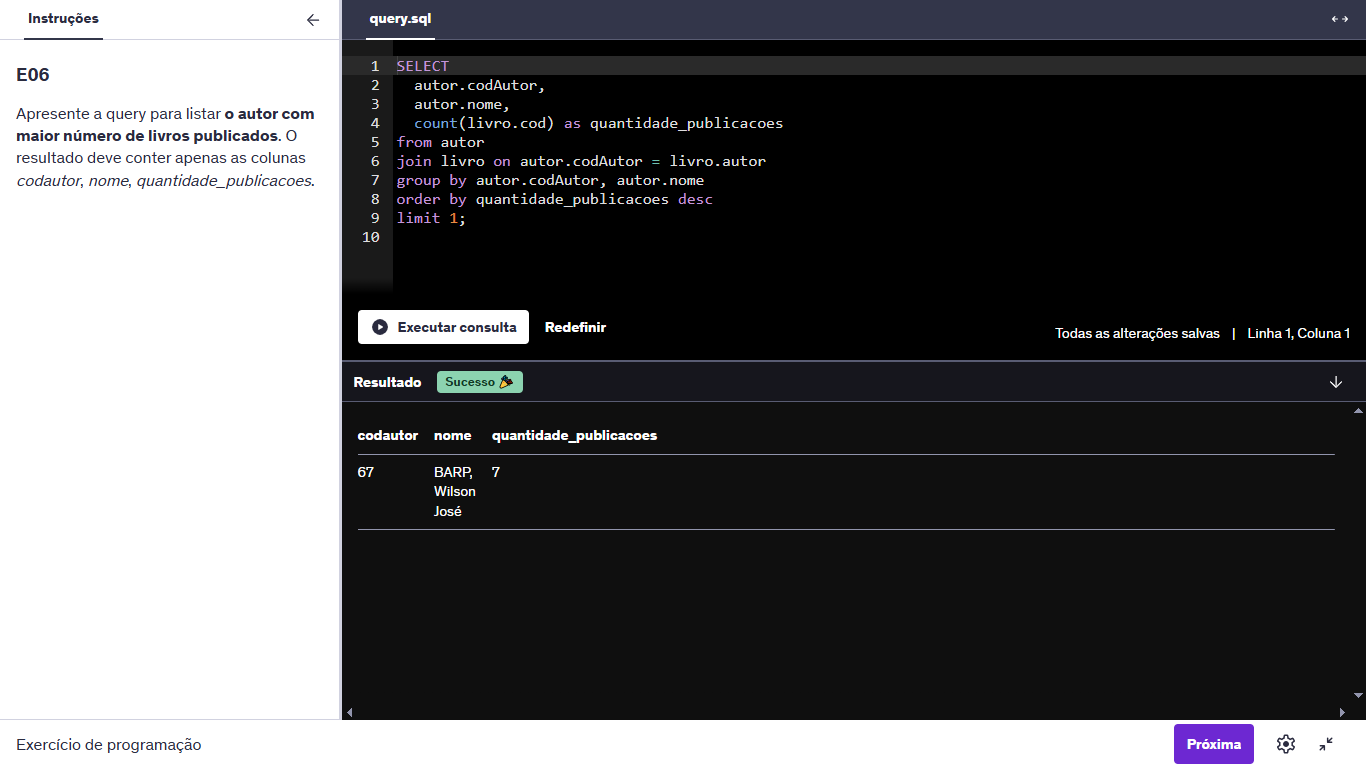 Instruções
E06
Apresente a query para listar o autor com
maior número de livros publicados. O
resultado deve conter apenas as colunas
codautor, nome, quantidade_publicacoes.
query.sql
1 SELECT
2 autor.codAutor,
3 autor.nome,
4 count(livro.cod) as quantidade_publicacoes
5 from autor
6 join livro on autor.codAutor = livro.autor
7 group by autor.codAutor, autor.nome
8 order by quantidade_publicacoes desc
9 limit 1;
10
Executar consulta Redefinir
Todas as alterações salvas | Linha 1, Coluna 1
Resultado Sucesso
codautor nome quantidade_publicacoes
67 BARP, 7
Wilson
José
Exercício de programação
Próxima